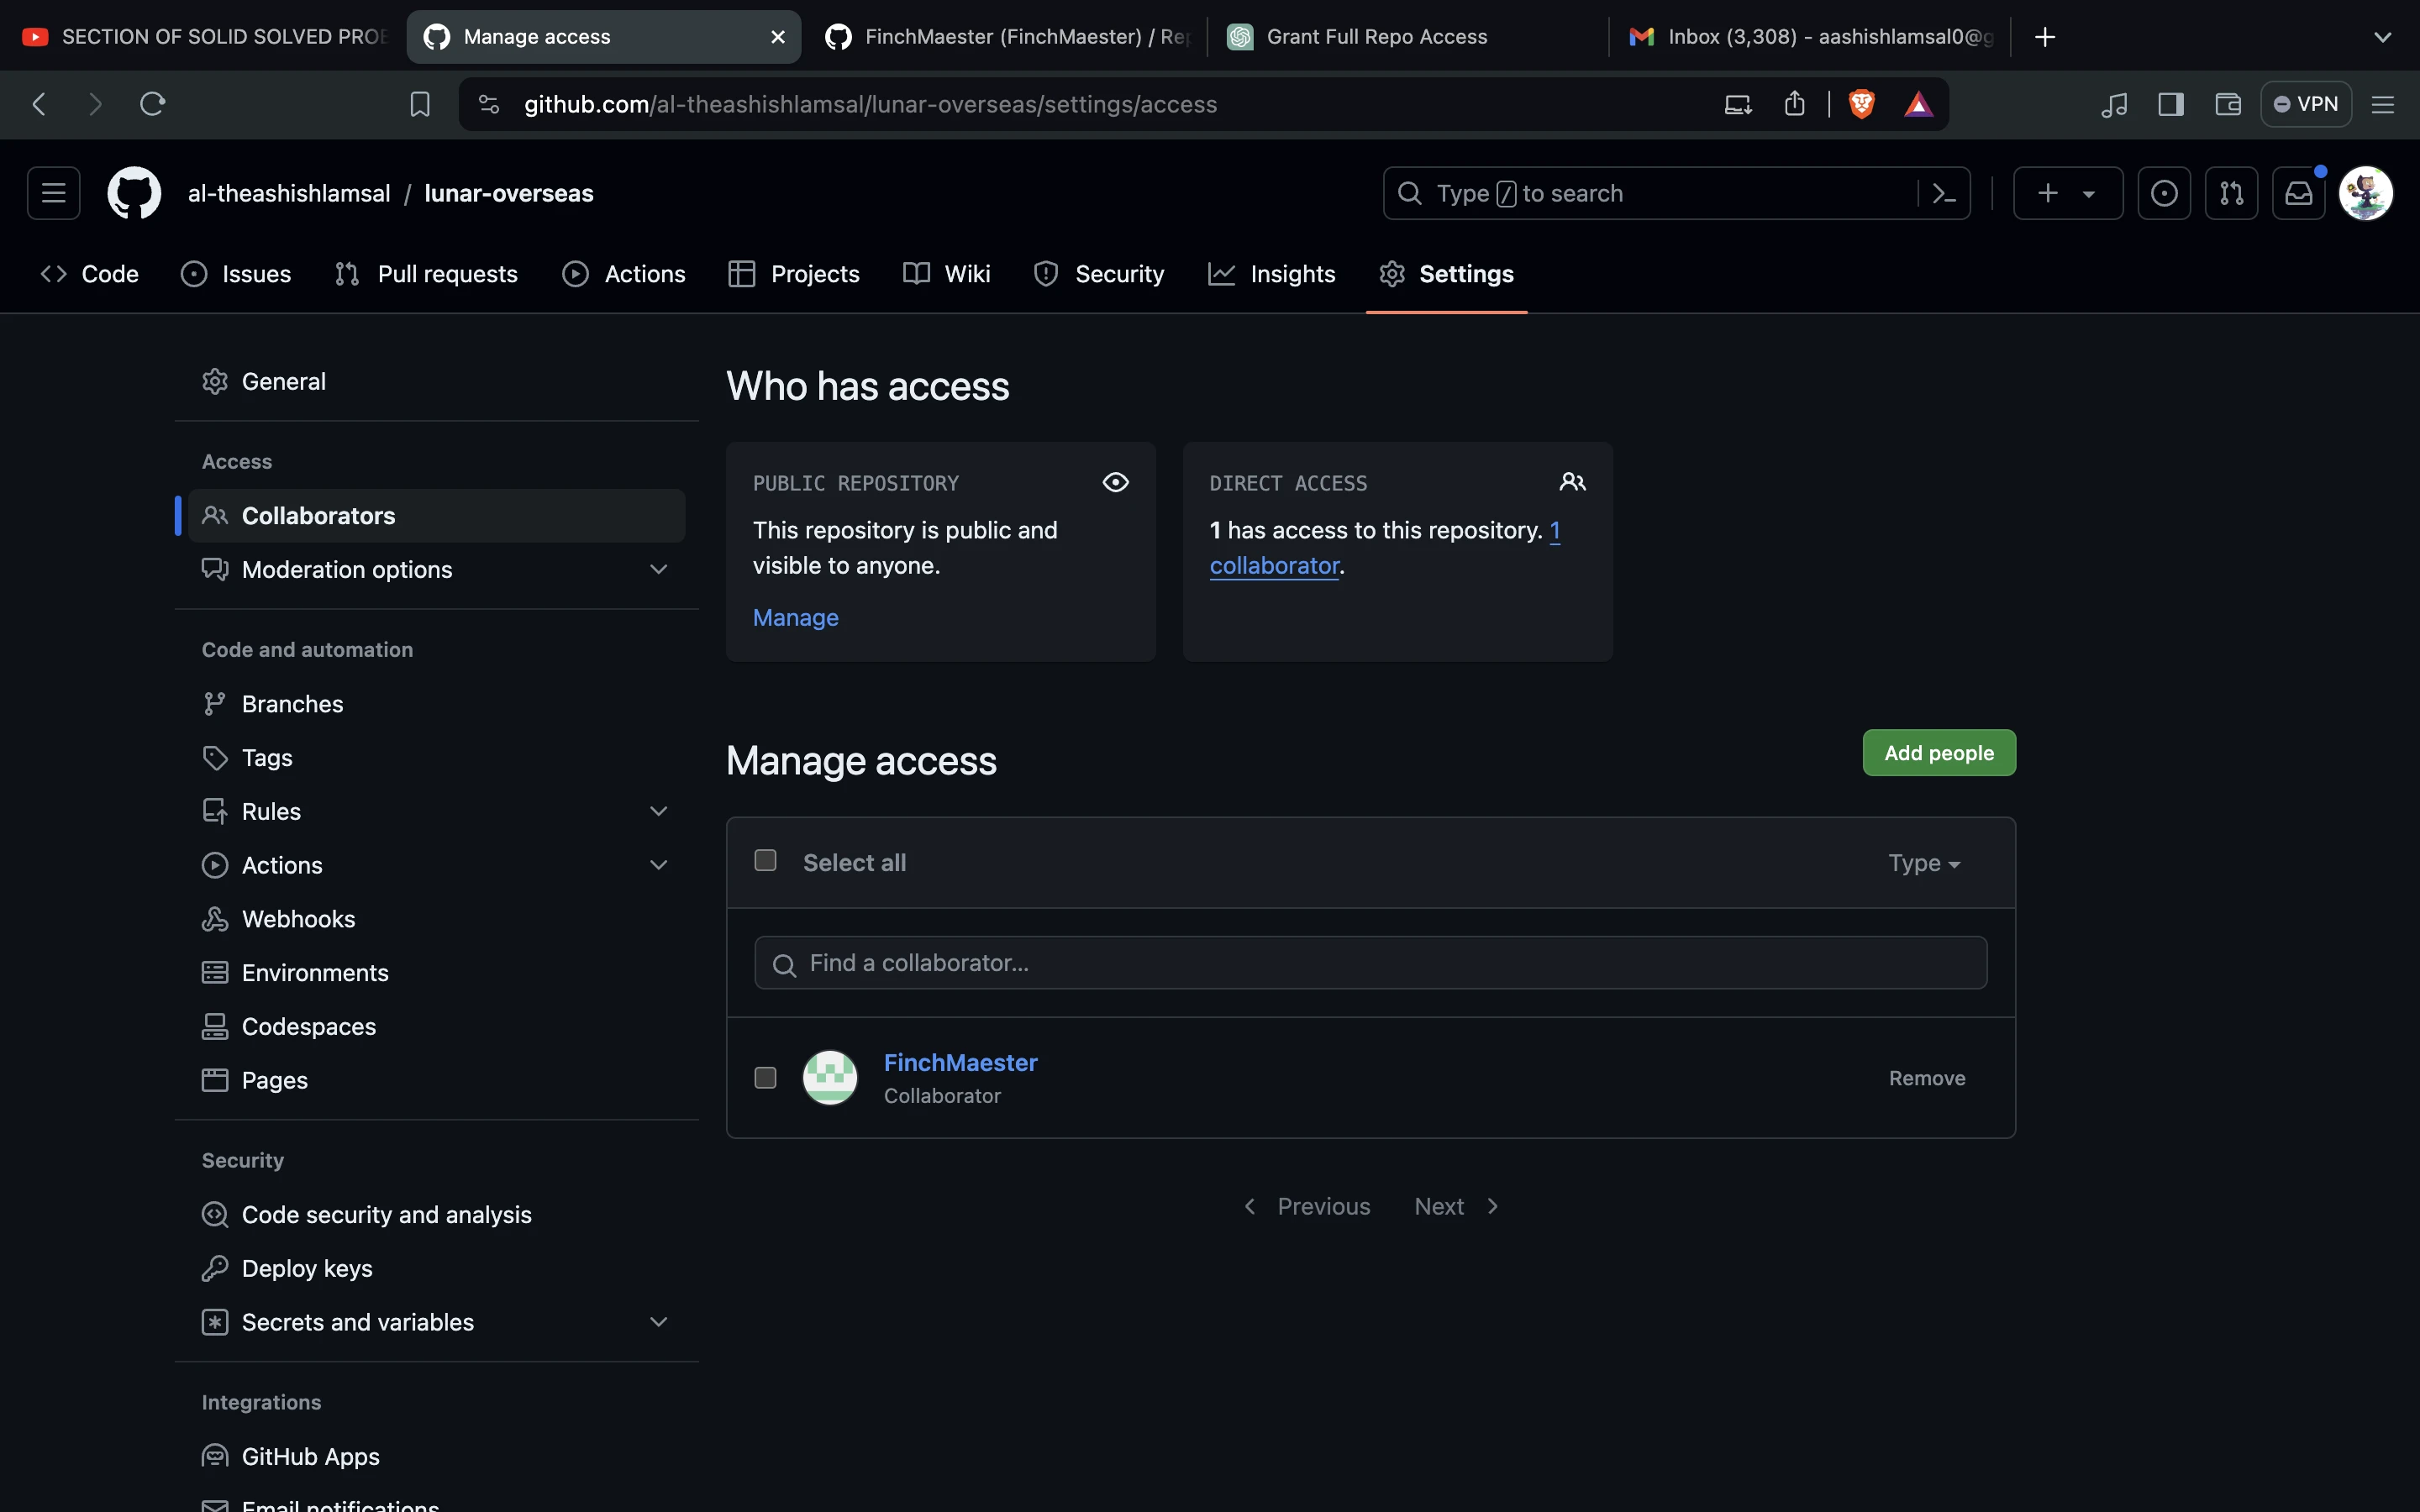 SECTION OF SOLID SOLVED PROB
Manage access
FinchMaester (FinchMaester) / Rep
Grant Full Repo Access
Inbox (3,308) - aashishlamsal0@g
github.com/al-theashishlamsal/lunar-overseas/settings/access
VPN
al-theashishlamsal / lunar-overseas
Type / to search
Code
Issues
Pull requests
Actions
Projects
Wiki
Security
Insights
Settings
General
Access
Collaborators
Moderation options
Code and automation
Branches
Tags
Rules
Actions
Webhooks
Environments
Codespaces
Pages
Security
Code security and analysis
Deploy keys
Secrets and variables
Integrations
GitHub Apps
Email notifications
Who has access
PUBLIC REPOSITORY
This repository is public and
visible to anyone.
Manage
DIRECT ACCESS
1 has access to this repository. 1
collaborator.
Manage access
Add people
Select all
Type
Find a collaborator...
FinchMaester
Collaborator
Remove
Previous
Next